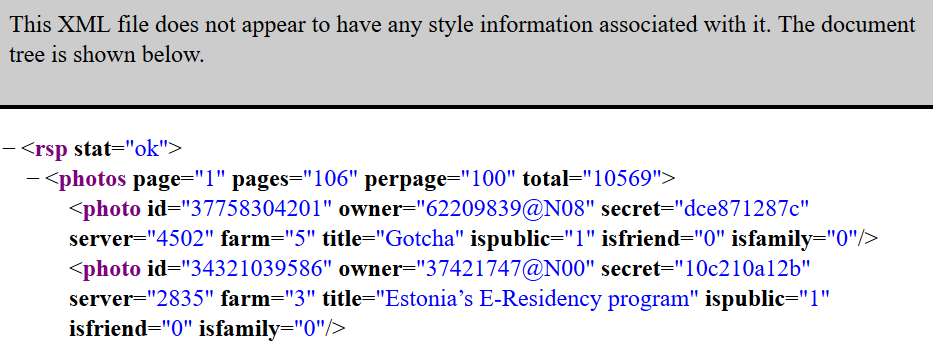 This XML file does not appear to have any style information associated with it. The document
tree is shown below.
– <rsp stat="ok">
– <photos page="1" pages="106" perpage="100" total="10569">
<photo id="37758304201" owner="62209839@N08" secret="dce871287c"
server="4502" farm="5" title="Gotcha" ispublic="1" isfriend="0" isfamily="0"/>
<photo id="34321039586" owner="37421747@N00" secret="10c210a12b"
server="2835" farm="3" title="Estonia’s E-Residency program" ispublic="1"
isfriend="0" isfamily="0"/>